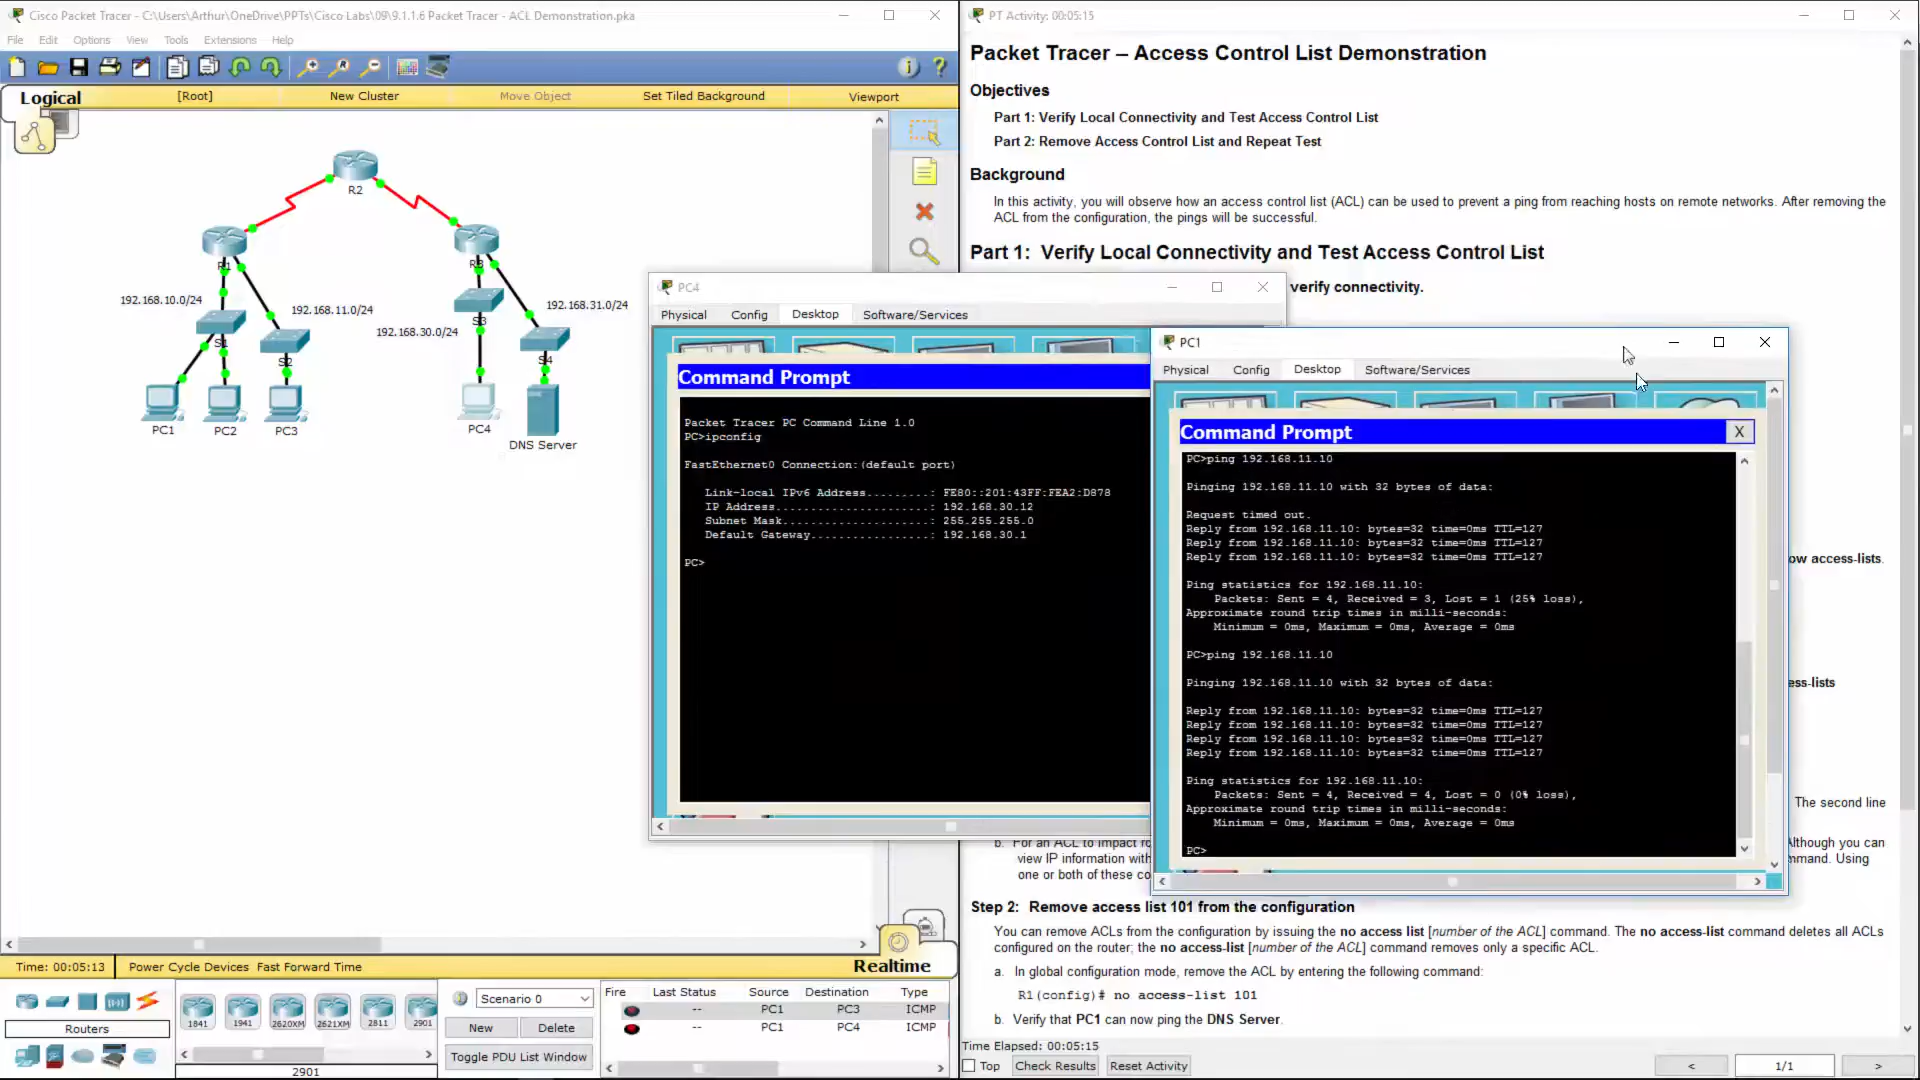 Cisco Packet Tracer - C:\Users\Arthur\OneDrive\PPTs\Cisco Labs\09\9.1.1.6 Packet Tracer - ACL Demonstration.pka
File Edit Options View Tools Extensions Help
Logical [Root] New Cluster Move Object Set Tiled Background Viewport
R2
R1
R3
192.168.10.0/24
192.168.11.0/24
192.168.30.0/24
192.168.31.0/24
S1
S2
S3
S4
PC1
PC2
PC3
PC4
DNS Server
Time: 00:05:13 Power Cycle Devices Fast Forward Time Realtime
Routers
1841 1941 2620XM 2621XM 2811 2901
2901
Scenario 0
New Delete
Toggle PDU List Window
Fire Last Status Source Destination Type
-- PC1 PC3 ICMP
-- PC1 PC4 ICMP
PT Activity: 00:05:15
Packet Tracer – Access Control List Demonstration
Objectives
Part 1: Verify Local Connectivity and Test Access Control List
Part 2: Remove Access Control List and Repeat Test
Background
In this activity, you will observe how an access control list (ACL) can be used to prevent a ping from reaching hosts on remote networks. After removing the
ACL from the configuration, the pings will be successful.
Part 1: Verify Local Connectivity and Test Access Control List
verify connectivity.
PC4
Physical Config Desktop Software/Services
Command Prompt
Packet Tracer PC Command Line 1.0
PC>ipconfig
FastEthernet0 Connection:(default port)
Link-local IPv6 Address.........: FE80::201:43FF:FEA2:D878
IP Address......................: 192.168.30.12
Subnet Mask.....................: 255.255.255.0
Default Gateway.................: 192.168.30.1
PC>
PC1
Physical Config Desktop Software/Services
Command Prompt X
PC>ping 192.168.11.10
Pinging 192.168.11.10 with 32 bytes of data:
Request timed out.
Reply from 192.168.11.10: bytes=32 time=0ms TTL=127
Reply from 192.168.11.10: bytes=32 time=0ms TTL=127
Reply from 192.168.11.10: bytes=32 time=0ms TTL=127
Ping statistics for 192.168.11.10:
Packets: Sent = 4, Received = 3, Lost = 1 (25% loss),
Approximate round trip times in milli-seconds:
Minimum = 0ms, Maximum = 0ms, Average = 0ms
PC>ping 192.168.11.10
Pinging 192.168.11.10 with 32 bytes of data:
Reply from 192.168.11.10: bytes=32 time=0ms TTL=127
Reply from 192.168.11.10: bytes=32 time=0ms TTL=127
Reply from 192.168.11.10: bytes=32 time=0ms TTL=127
Reply from 192.168.11.10: bytes=32 time=0ms TTL=127
Ping statistics for 192.168.11.10:
Packets: Sent = 4, Received = 4, Lost = 0 (0% loss),
Approximate round trip times in milli-seconds:
Minimum = 0ms, Maximum = 0ms, Average = 0ms
PC>
ow access-lists.
ess-lists
The second line
b. For an ACL to impact ro
Although you can
view IP information with
mmand. Using
one or both of these co
Step 2: Remove access list 101 from the configuration
You can remove ACLs from the configuration by issuing the no access list [number of the ACL] command. The no access-list command deletes all ACLs
configured on the router; the no access-list [number of the ACL] command removes only a specific ACL.
a. In global configuration mode, remove the ACL by entering the following command:
R1(config)# no access-list 101
b. Verify that PC1 can now ping the DNS Server.
Time Elapsed: 00:05:15
Top Check Results Reset Activity < 1/1 >